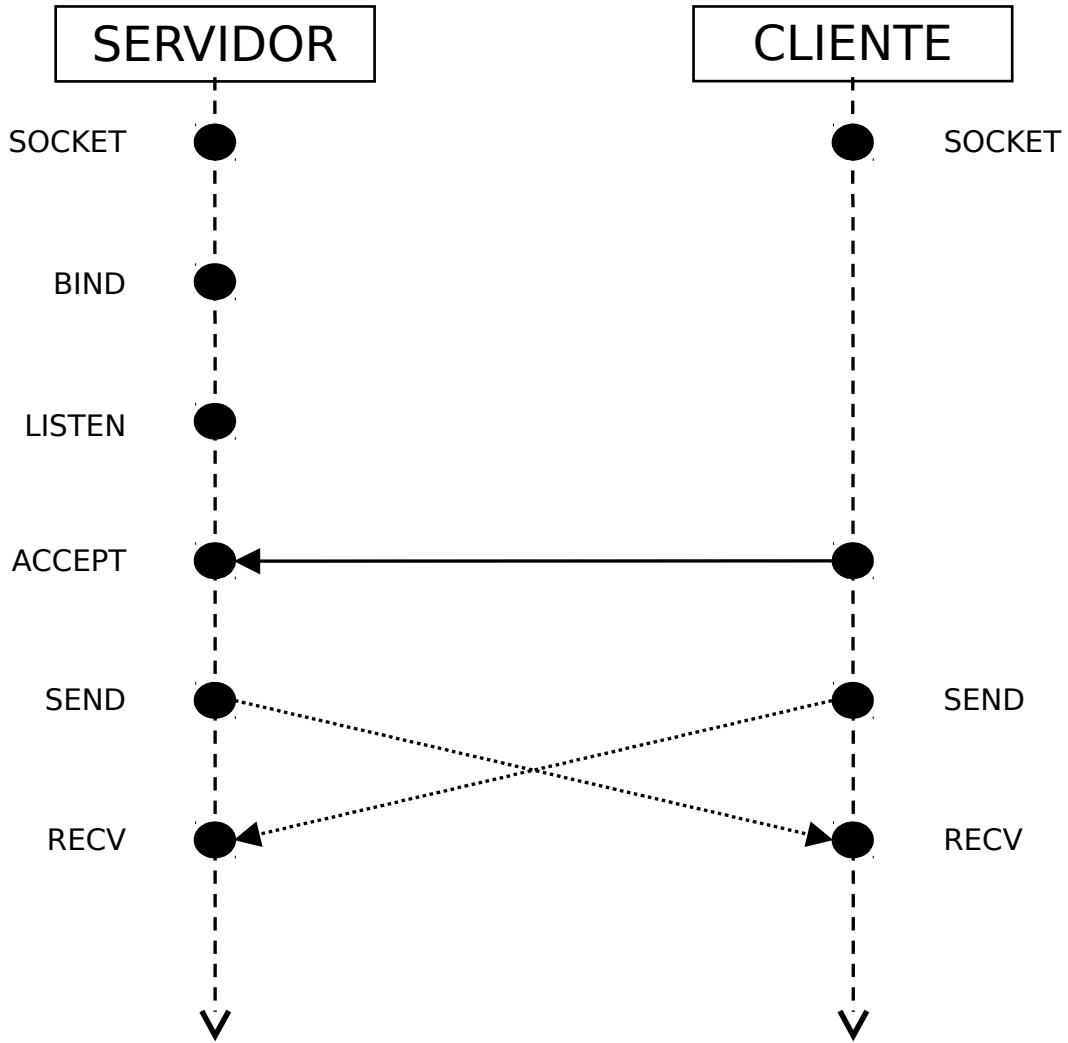 SERVIDOR CLIENTE
SOCKET SOCKET
BIND
LISTEN
ACCEPT
SEND SEND
RECV RECV